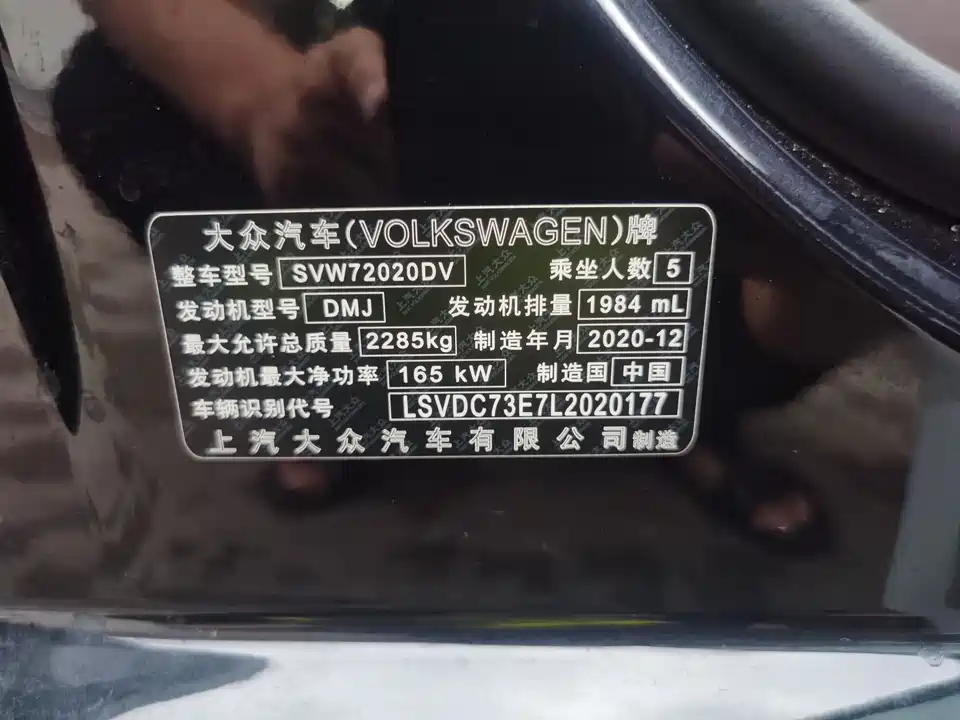 大众汽车(VOLKSWAGEN)牌
整车型号 SVW72020DV 乘坐人数 5
发动机型号 DMJ 发动机排量 1984 mL
最大允许总质量 2285kg 制造年月 2020-12
发动机最大净功率 165 kW 制造国 中国
车辆识别代号 LSVDC73E7L2020177
上汽大众汽车有限公司制造